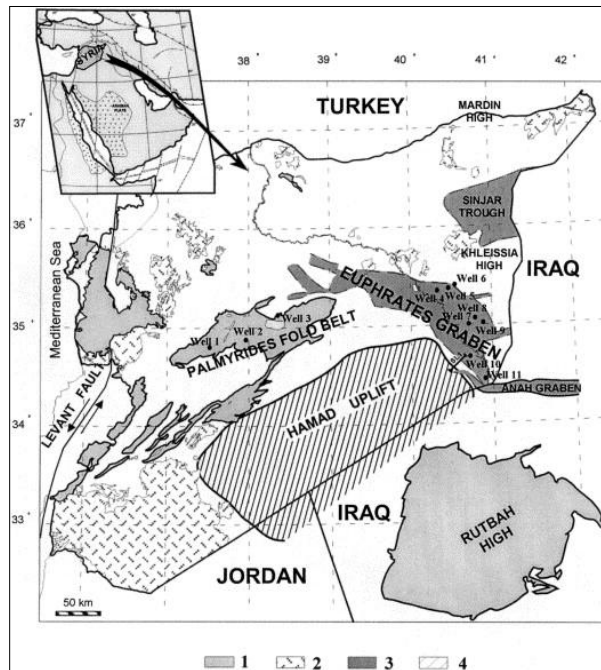 SYRIA
ARABIAN
PLATE
36° 38° 40° 41° 42°
TURKEY
MARDIN
HIGH
37
36
35
34
33
SINJAR
TROUGH
KHLEISSIA
HIGH
IRAQ
Mediterranean Sea
EUPHRATES GRABEN
Well 6
Well 4
Well 5
Well 8
Well 7
Well 9
Well 3
Well 2
Well 1
PALMYRIDES FOLD BELT
Well 10
Well 11
ANAH GRABEN
LEVANT FAULT
HAMAD UPLIFT
IRAQ
RUTBAH
HIGH
JORDAN
50 km
1 2 3 4